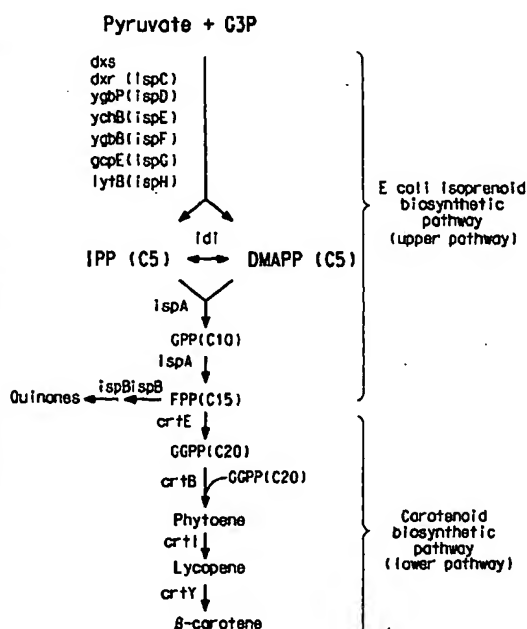 Pyruvate + G3P
dxs
dxr (ispC)
ygbP(ispD)
ychB(ispE)
ygbB(ispF)
gcpE(ispG)
lytB(ispH)
E coli isoprenoid
biosynthetic
pathway
(upper pathway)
idi
IPP (C5)
DMAPP (C5)
ispA
GPP(C10)
ispA
Quinones
ispB
ispB
FPP(C15)
crtE
GGPP(C20)
crtB
GGPP(C20)
Phytoene
crtI
Lycopene
crtY
β-carotene
Carotenoid
biosynthetic
pathway
(lower pathway)